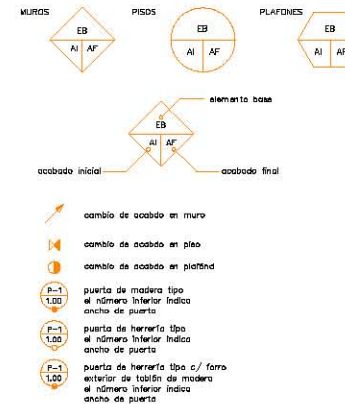 MUROS PISOS PLAFONES
EB EB EB
AI AF AI AF AI AF
elemento base
EB
AI AF
acabado inicial acabado final
cambio de acabdo en muro
cambio de acabdo en piso
cambio de acabdo en plafónd
P-1 puerta de madera tipo
1.00 el número inferior indica
ancho de puerta
P-1 puerta de herrería tipo
1.00 el número inferior indica
ancho de puerta
P-1 puerta de herrería tipo c/ forro
1.00 exterior de tablón de madera
el número inferior indica
ancho de puerta